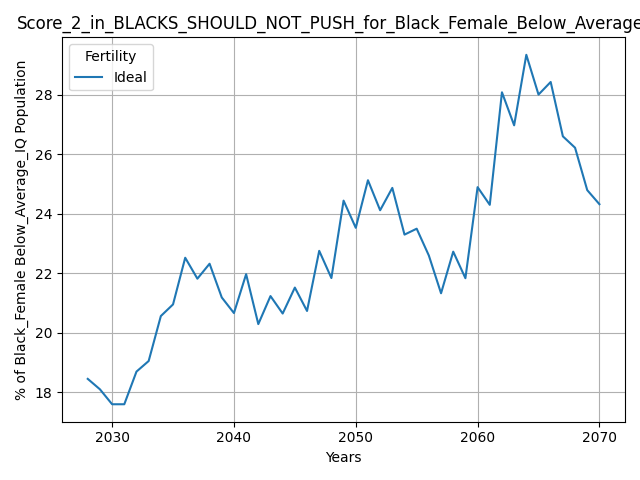 Score_2_in_BLACKS_SHOULD_NOT_PUSH_for_Black_Female_Below_Average
Fertility
Ideal
% of Black_Female Below_Average_IQ Population
28
26
24
22
20
18
2030 2040 2050 2060 2070
Years